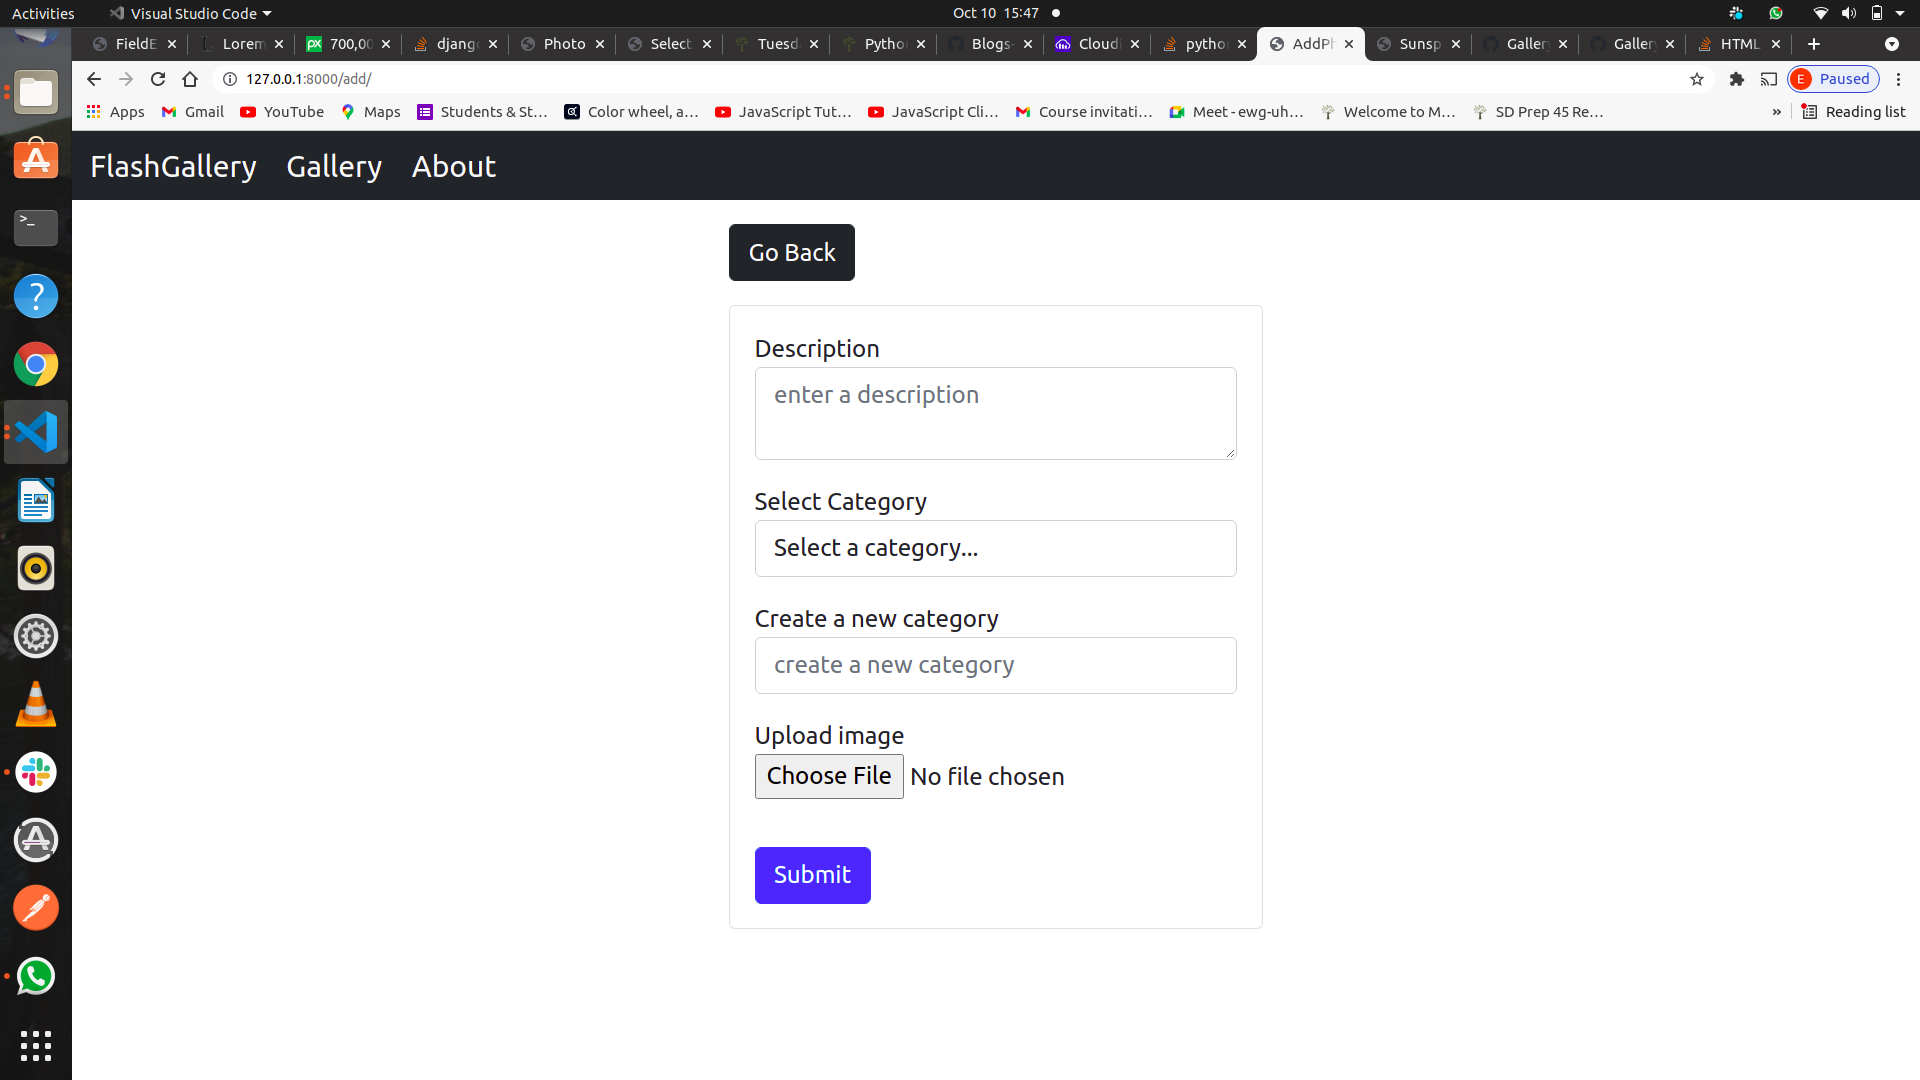 Activities Visual Studio Code Oct 10 15:47
FieldE Lorem 700,00 django Photo Select Tuesd Python Blogs- Cloudi pytho AddPh Sunsp Galler Galler HTML
127.0.0.1:8000/add/ E Paused
Apps Gmail YouTube Maps Students & St... Color wheel, a... JavaScript Tut... JavaScript Cli... Course invitati... Meet - ewg-uh... Welcome to M... SD Prep 45 Re... » Reading list
FlashGallery Gallery About
Go Back
Description
enter a description
Select Category
Select a category...
Create a new category
create a new category
Upload image
Choose File No file chosen
Submit